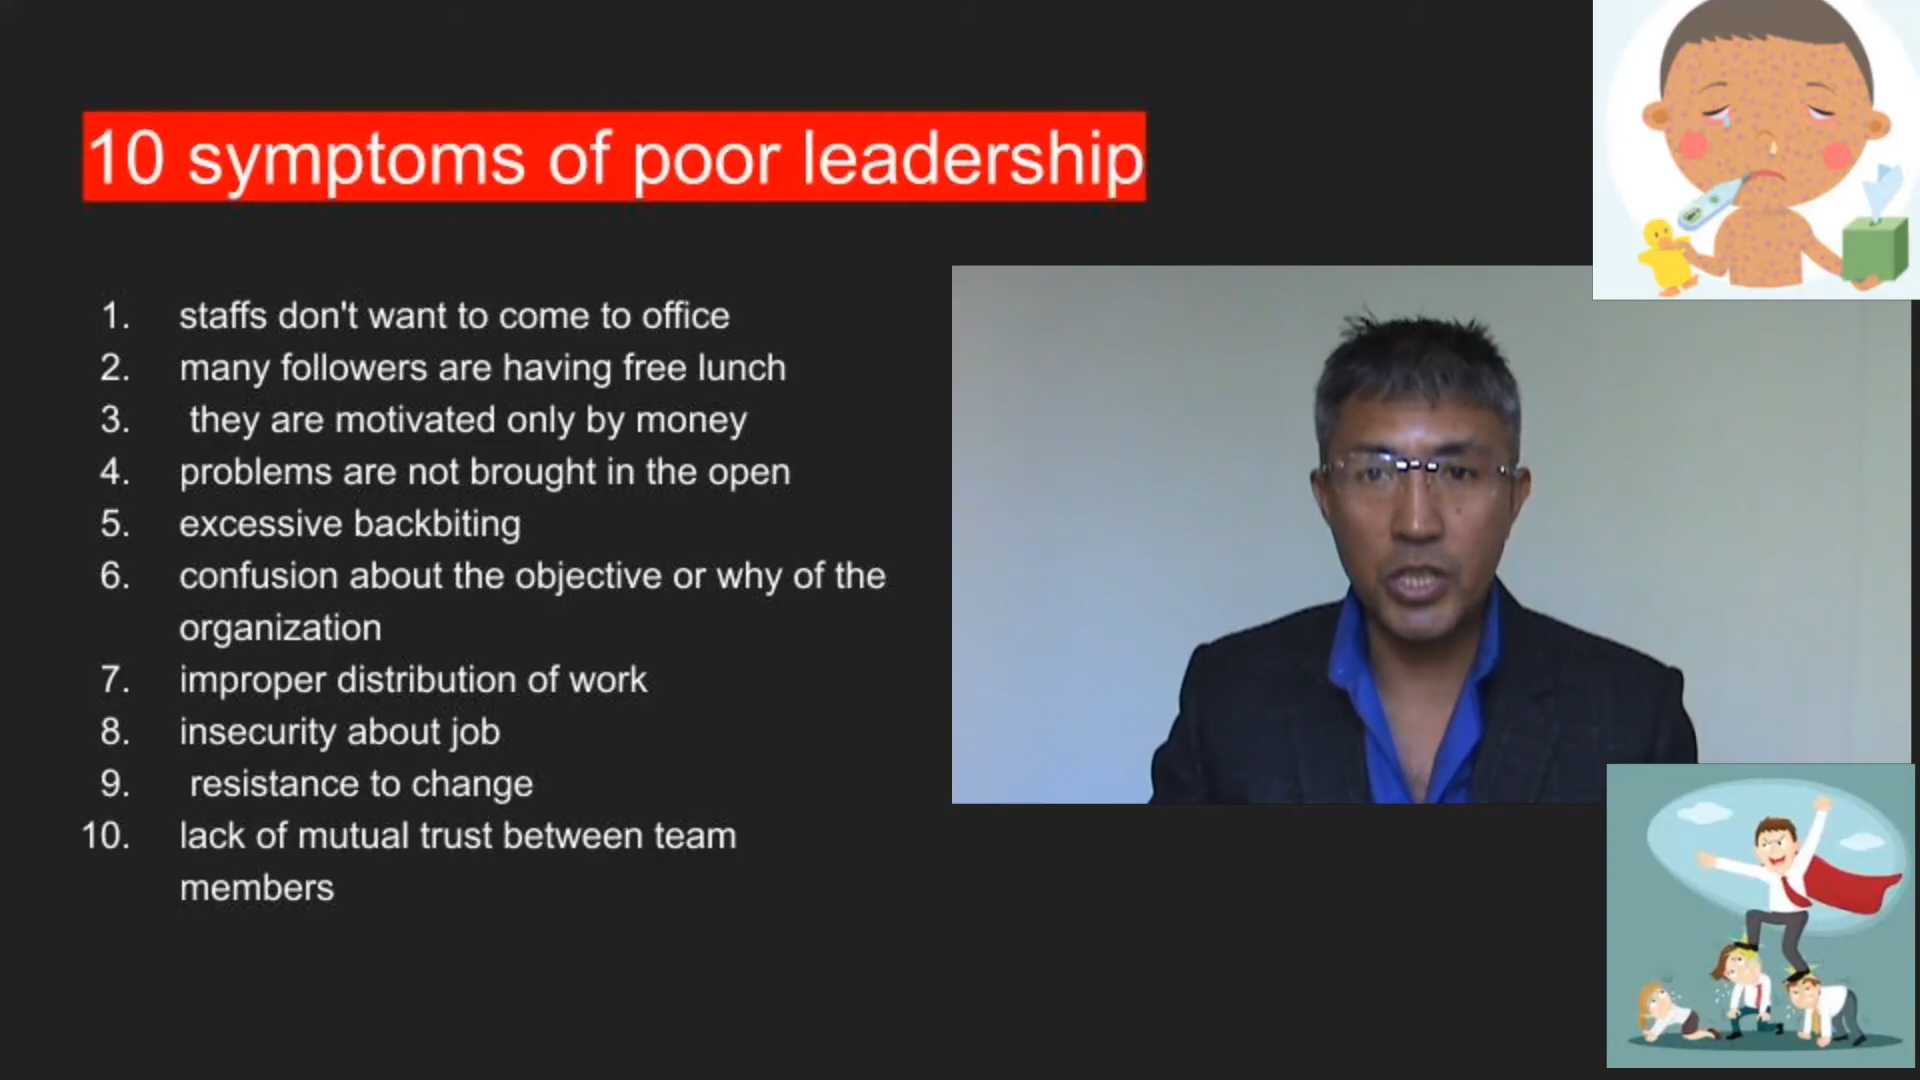 10 symptoms of poor leadership
1. staffs don't want to come to office
2. many followers are having free lunch
3. they are motivated only by money
4. problems are not brought in the open
5. excessive backbiting
6. confusion about the objective or why of the
organization
7. improper distribution of work
8. insecurity about job
9. resistance to change
10. lack of mutual trust between team
members